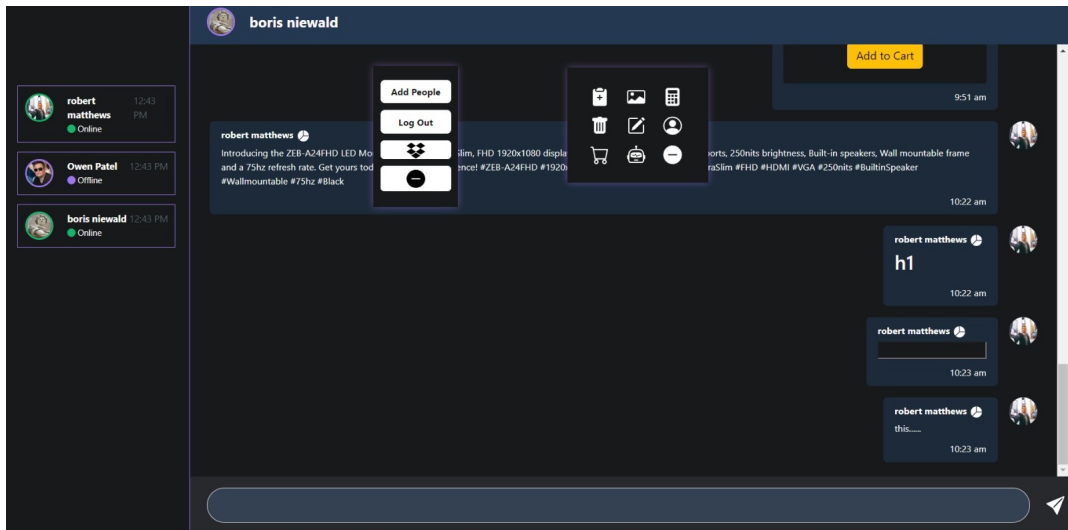 boris niewald
Add to Cart
9:51 am
robert 12:43
matthews PM
Online
Owen Patel 12:43 PM
Offline
boris niewald 12:43 PM
Online
Add People
Log Out
robert matthews
Introducing the ZEB-A24FHD LED Mo slim, FHD 1920x1080 displa orts, 250nits brightness, Built-in speakers, Wall mountable frame
and a 75hz refresh rate. Get yours tod ence! #ZEB-A24FHD #1920 raSlim #FHD #HDMI #VGA #250nits #BuiltinSpeaker
#Wallmountable #75hz #Black
10:22 am
robert matthews
h1
10:22 am
robert matthews
10:23 am
robert matthews
this......
10:23 am